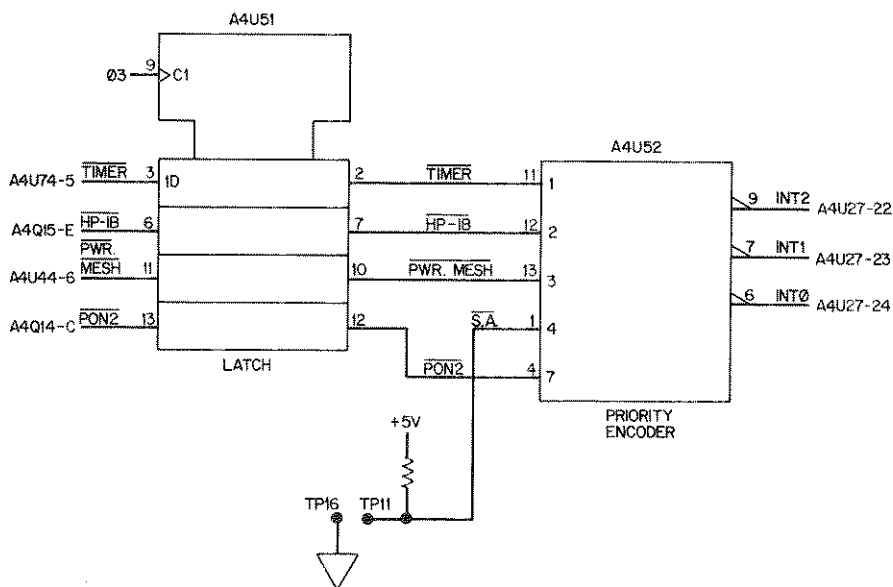 A4U51
Ø3 9 C1
A4U52
A4U74-5 TIMER 3 1D 2 TIMER 11 1
9 INT2 A4U27-22
A4Q15-E HP-IB 6 7 HP-IB 12 2
7 INT1 A4U27-23
PWR.
A4U44-6 MESH 11 10 PWR. MESH 13 3
6 INTØ A4U27-24
A4Q14-C PON2 13 12 S.A. 1 4
LATCH
PON2 4 7
PRIORITY
ENCODER
+5V
TP16 TP11